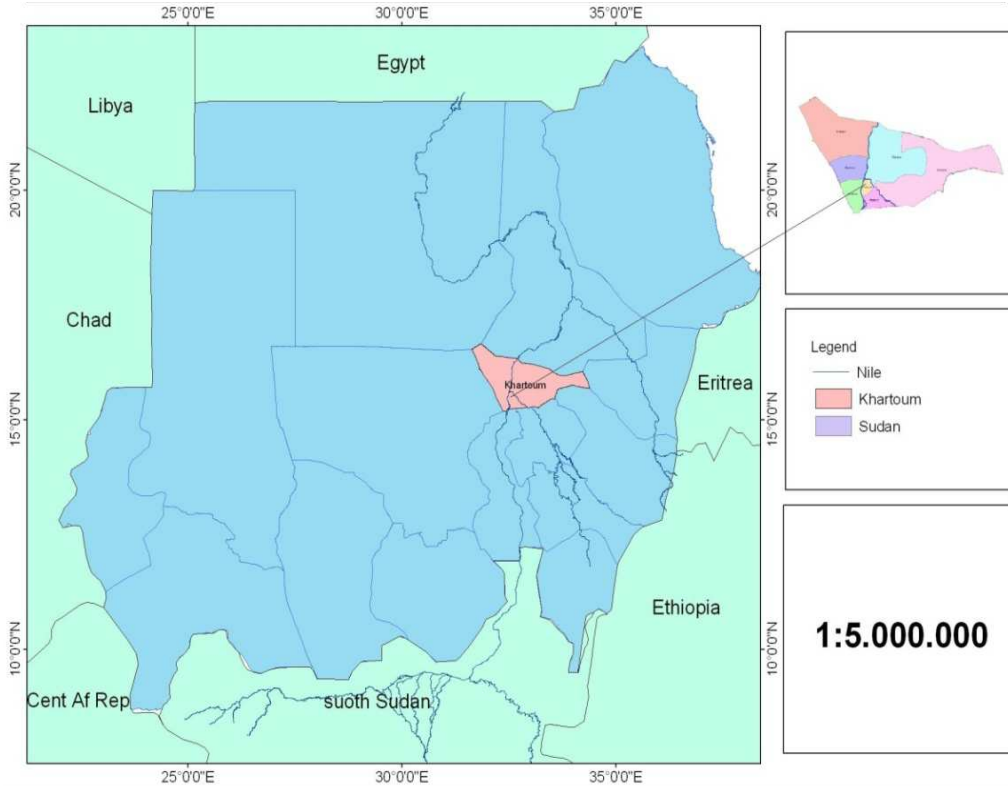 25°0'0"E
30°0'0"E
35°0'0"E
Egypt
Libya
20°0'0"N
20°0'0"N
Chad
Khartoum
Eritrea
15°0'0"N
15°0'0"N
Ethiopia
10°0'0"N
10°0'0"N
Cent Af Rep
suoth Sudan
25°0'0"E
30°0'0"E
35°0'0"E
Legend
Nile
Khartoum
Sudan
1:5.000.000